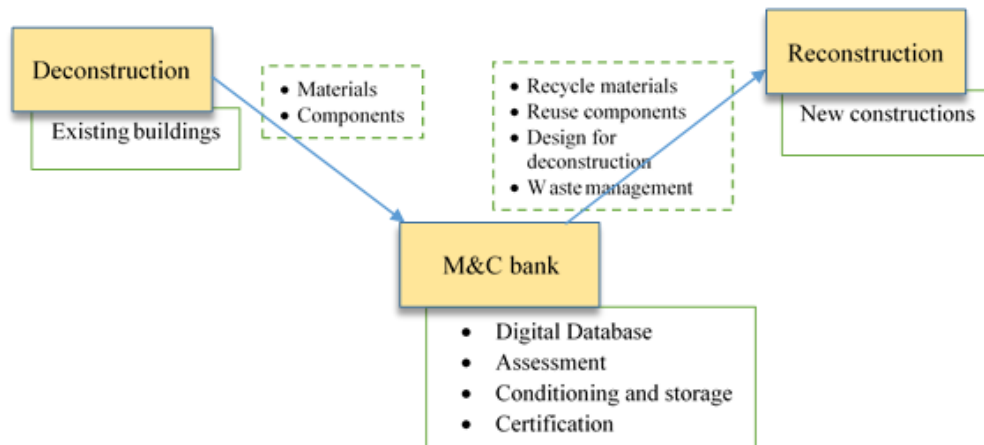 Deconstruction
Existing buildings
• Materials
• Components
• Recycle materials
• Reuse components
• Design for
deconstruction
• Waste management
Reconstruction
New constructions
M&C bank
• Digital Database
• Assessment
• Conditioning and storage
• Certification